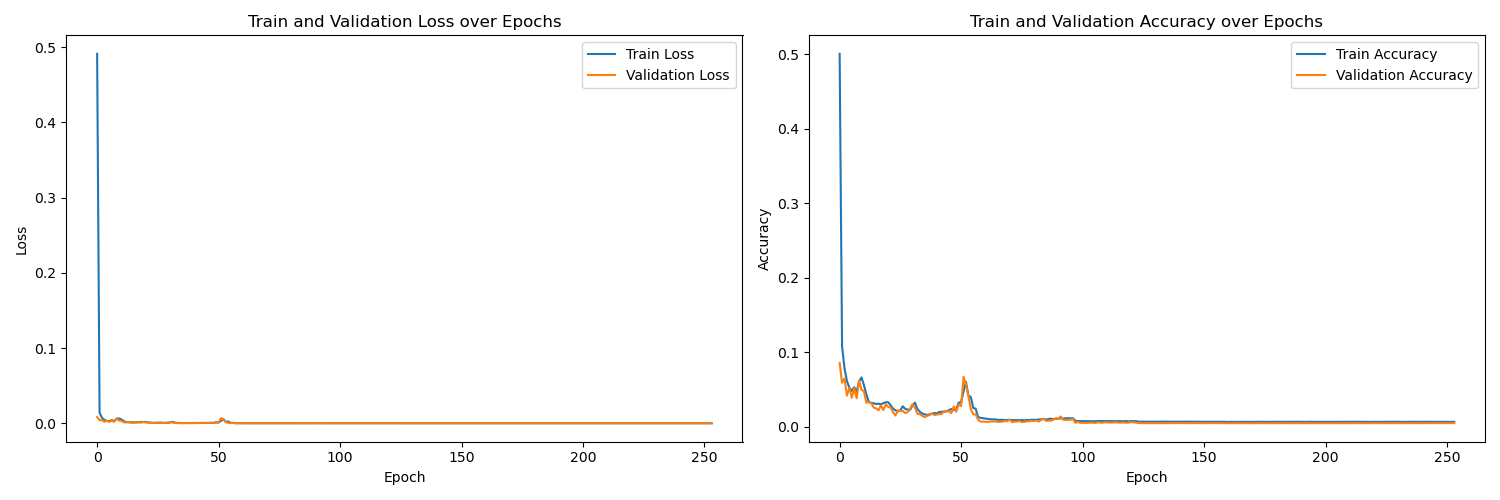 Train and Validation Loss over Epochs
Loss
0.5
0.4
0.3
0.2
0.1
0.0
Train Loss
Validation Loss
0 50 100 150 200 250
Epoch
Train and Validation Accuracy over Epochs
Accuracy
0.5
0.4
0.3
0.2
0.1
0.0
Train Accuracy
Validation Accuracy
0 50 100 150 200 250
Epoch